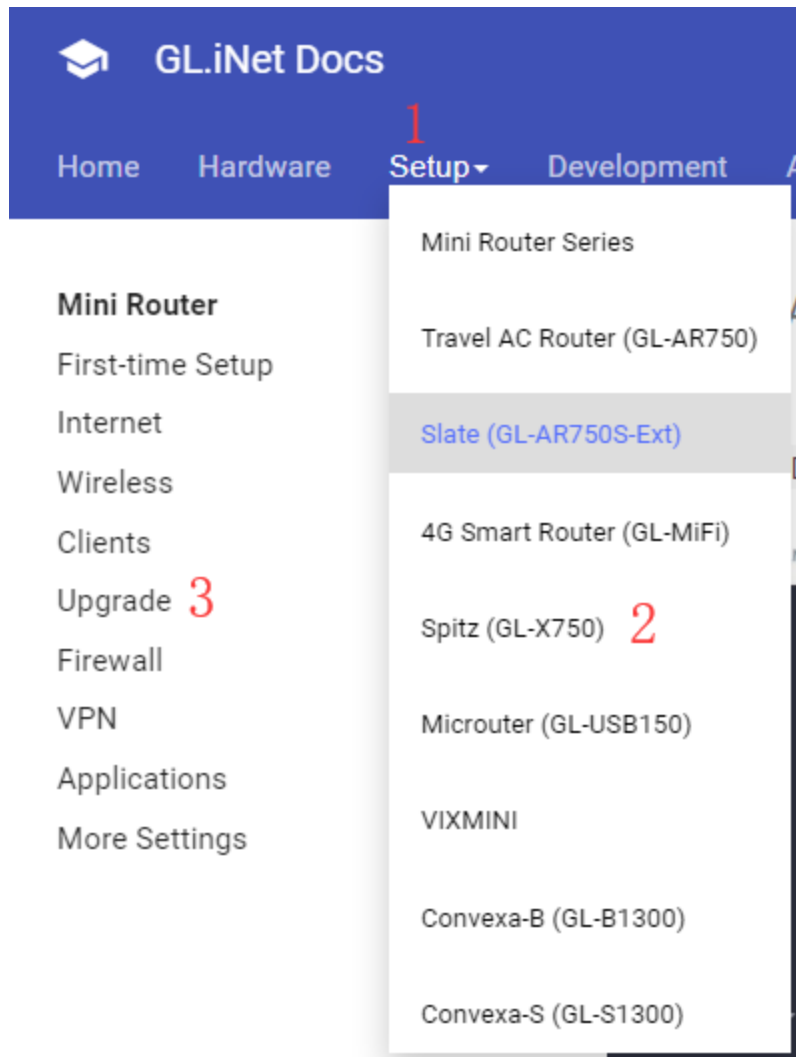 GL.iNet Docs
1
Home Hardware Setup Development
Mini Router Series
Travel AC Router (GL-AR750)
Slate (GL-AR750S-Ext)
4G Smart Router (GL-MiFi)
Spitz (GL-X750) 2
Microuter (GL-USB150)
VIXMINI
Convexa-B (GL-B1300)
Convexa-S (GL-S1300)
Mini Router
First-time Setup
Internet
Wireless
Clients
Upgrade 3
Firewall
VPN
Applications
More Settings